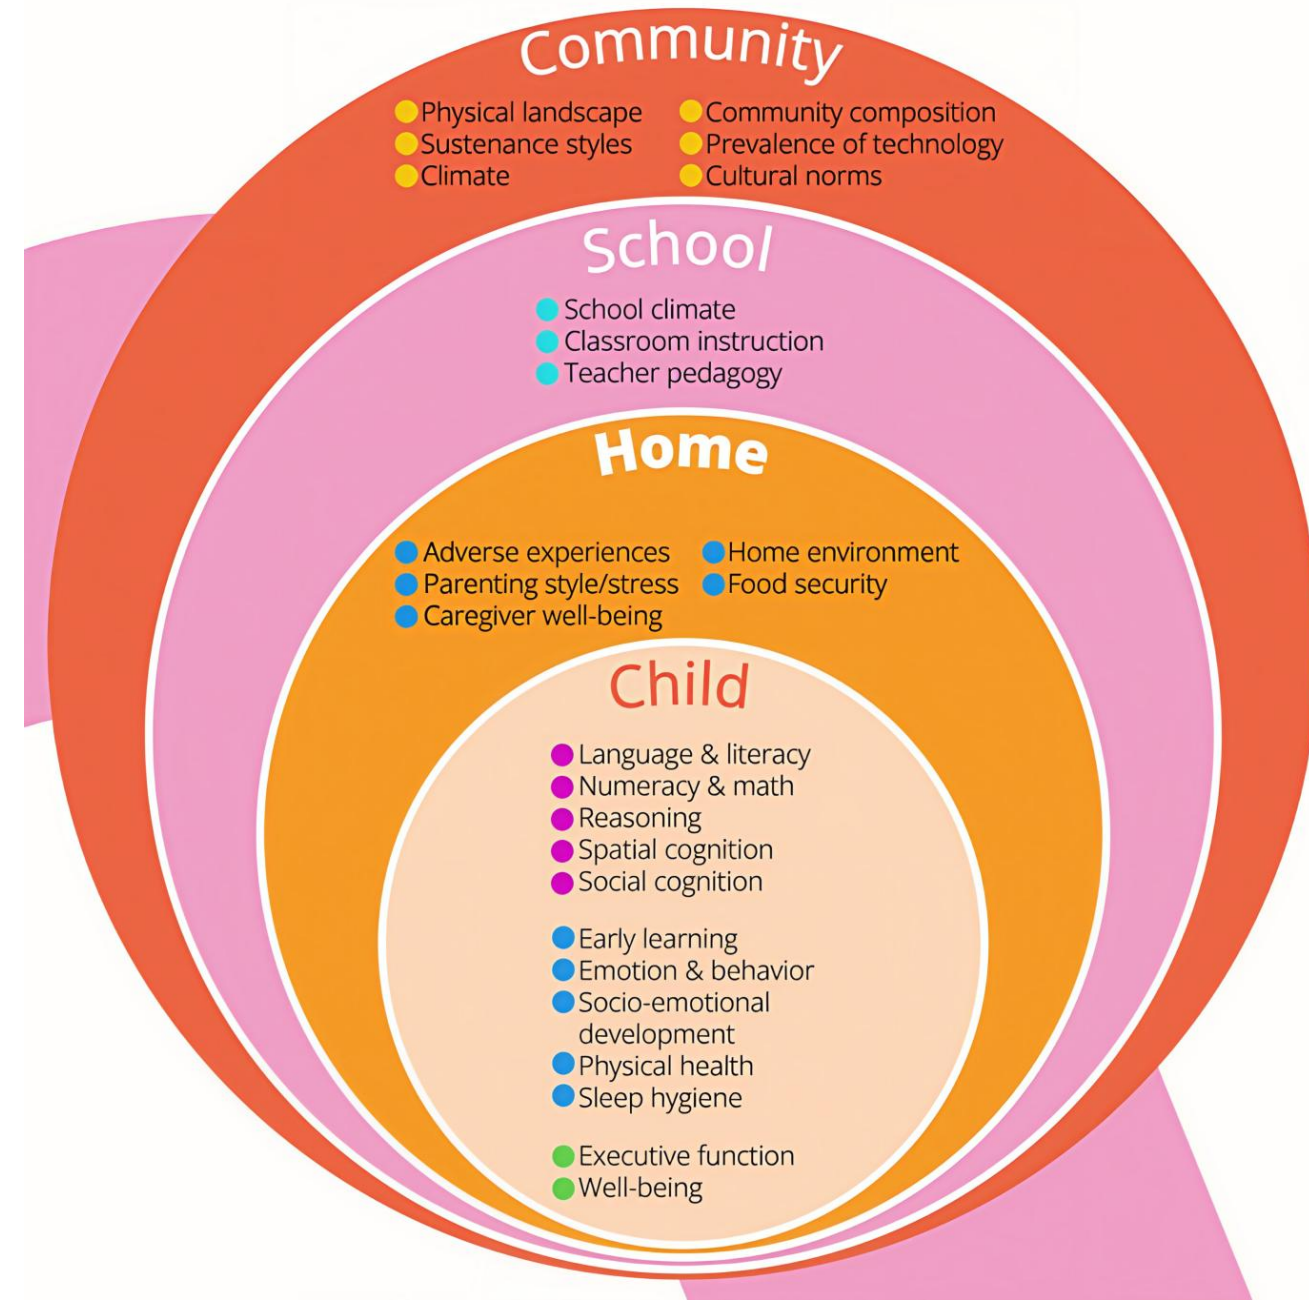 Community
Physical landscape
Sustenance styles
Climate
Community composition
Prevalence of technology
Cultural norms
School
School climate
Classroom instruction
Teacher pedagogy
Home
Adverse experiences
Parenting style/stress
Caregiver well-being
Home environment
Food security
Child
Language & literacy
Numeracy & math
Reasoning
Spatial cognition
Social cognition
Early learning
Emotion & behavior
Socio-emotional
development
Physical health
Sleep hygiene
Executive function
Well-being